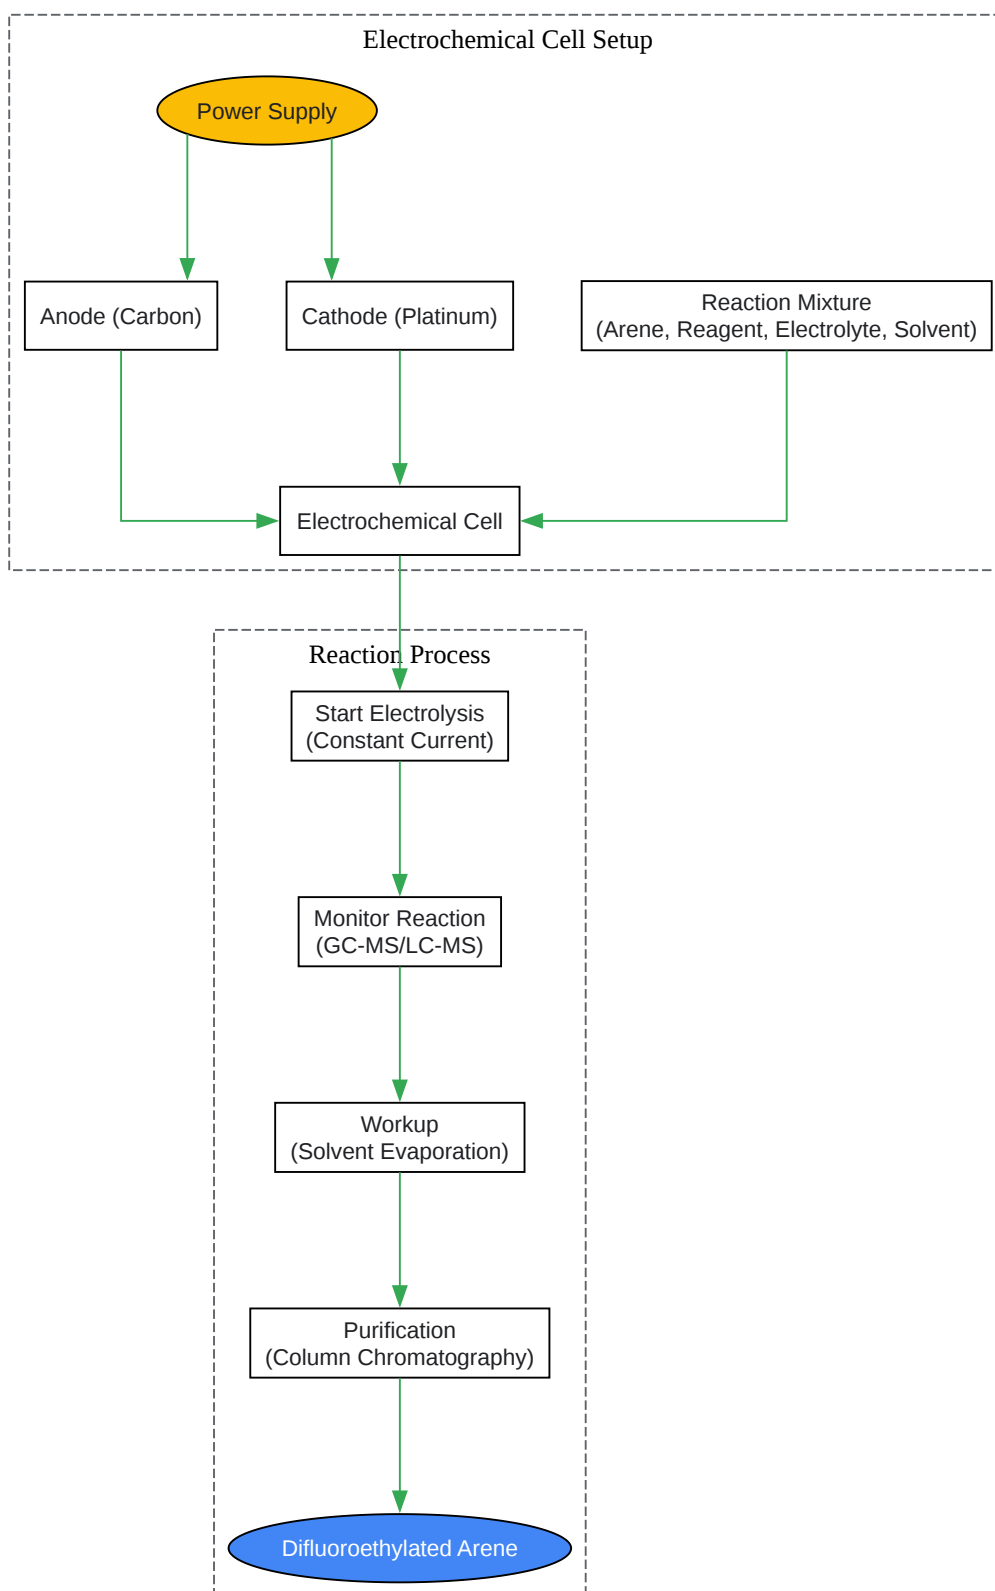 Electrochemical Cell Setup
Power Supply
Anode (Carbon)
Cathode (Platinum)
Reaction Mixture
(Arene, Reagent, Electrolyte, Solvent)
Electrochemical Cell
Reaction Process
Start Electrolysis
(Constant Current)
Monitor Reaction
(GC-MS/LC-MS)
Workup
(Solvent Evaporation)
Purification
(Column Chromatography)
Difluoroethylated Arene